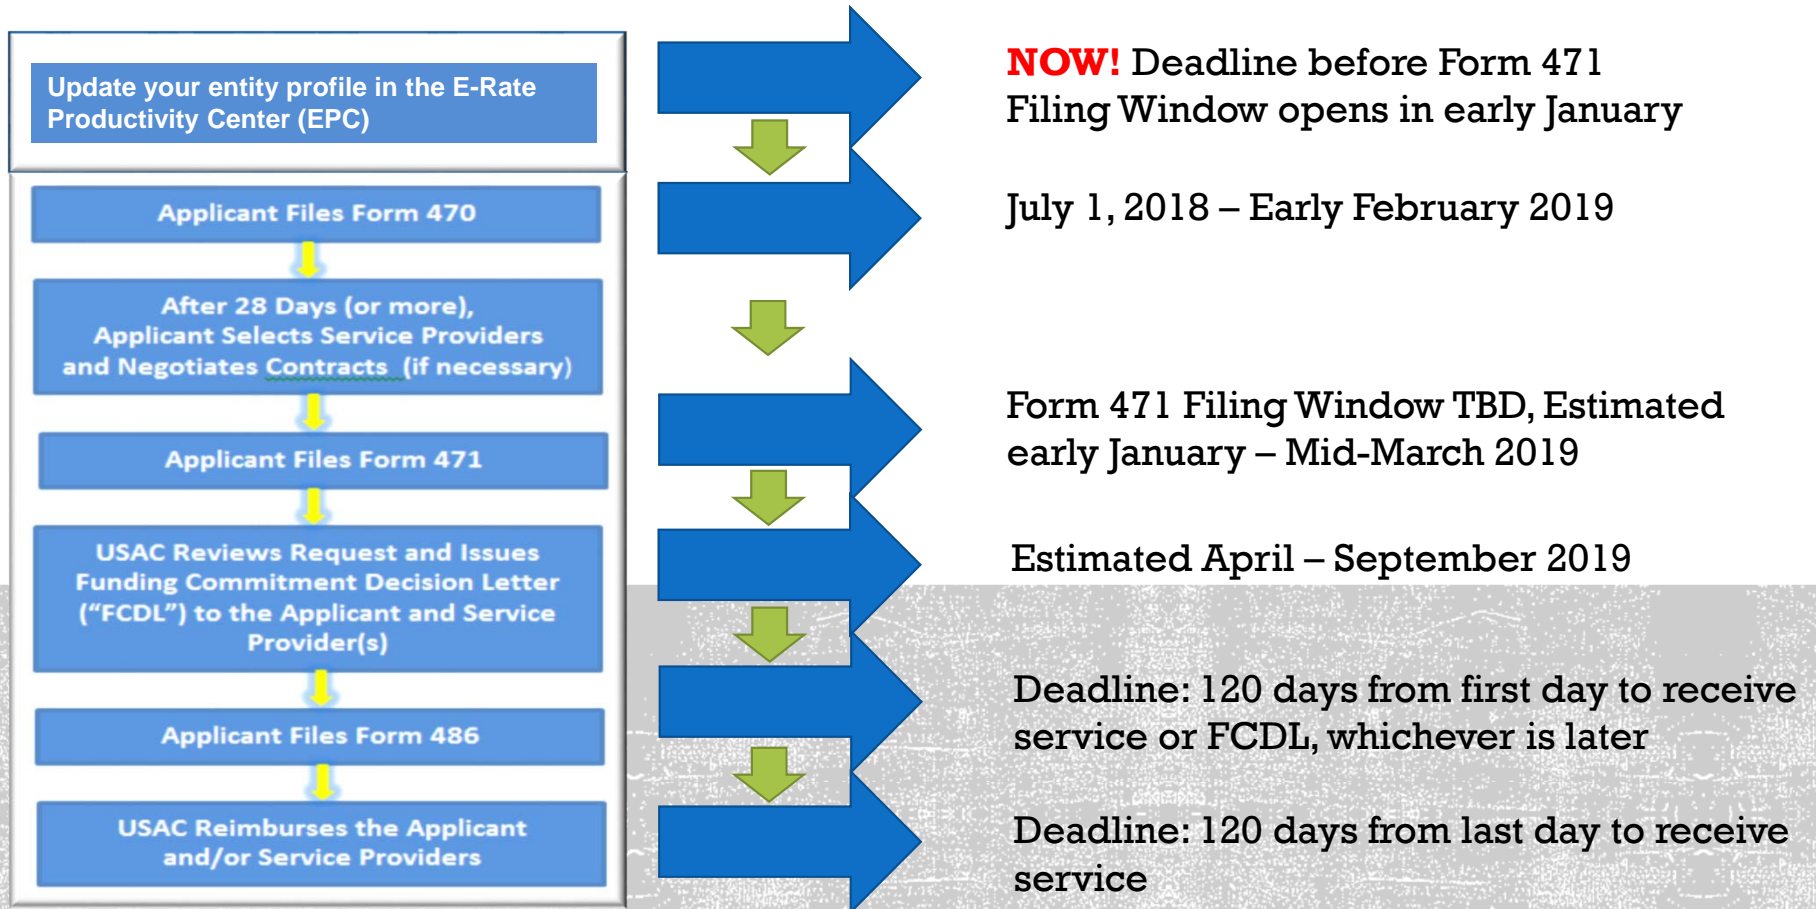 Update your entity profile in the E-Rate
Productivity Center (EPC)
NOW! Deadline before Form 471
Filing Window opens in early January
Applicant Files Form 470
July 1, 2018 – Early February 2019
After 28 Days (or more),
Applicant Selects Service Providers
and Negotiates Contracts (if necessary)
Applicant Files Form 471
Form 471 Filing Window TBD, Estimated
early January – Mid-March 2019
USAC Reviews Request and Issues
Funding Commitment Decision Letter
(“FCDL”) to the Applicant and Service
Provider(s)
Estimated April – September 2019
Applicant Files Form 486
Deadline: 120 days from first day to receive
service or FCDL, whichever is later
USAC Reimburses the Applicant
and/or Service Providers
Deadline: 120 days from last day to receive
service